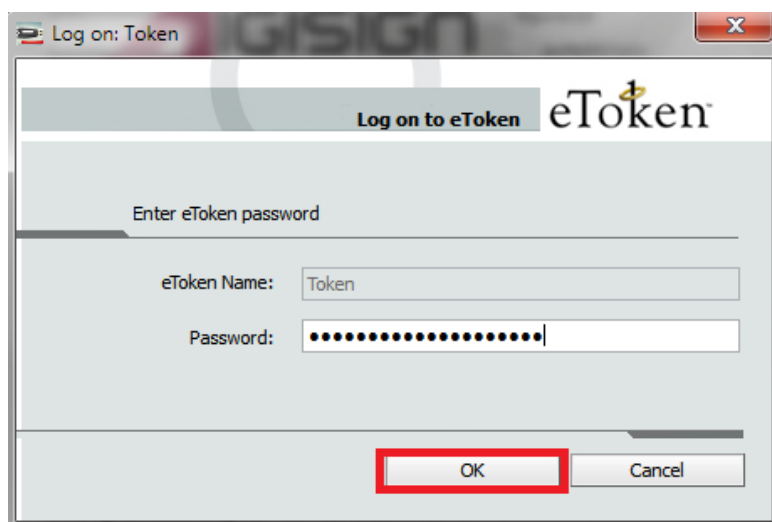 Log on: Token
Log on to eToken eToken
Enter eToken password
eToken Name: Token
Password: ●●●●●●●●●●●●●●●●●●●●
OK Cancel